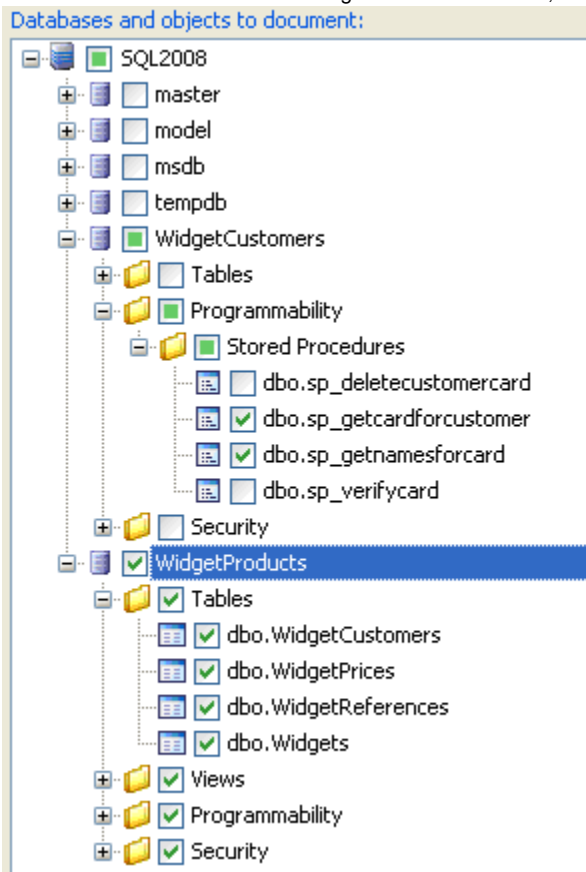 Databases and objects to document:
SQL2008
master
model
msdb
tempdb
WidgetCustomers
Tables
Programmability
Stored Procedures
dbo.sp_deletecustomercard
dbo.sp_getcardforcustomer
dbo.sp_getnamesforcard
dbo.sp_verifycard
Security
WidgetProducts
Tables
dbo.WidgetCustomers
dbo.WidgetPrices
dbo.WidgetReferences
dbo.Widgets
Views
Programmability
Security